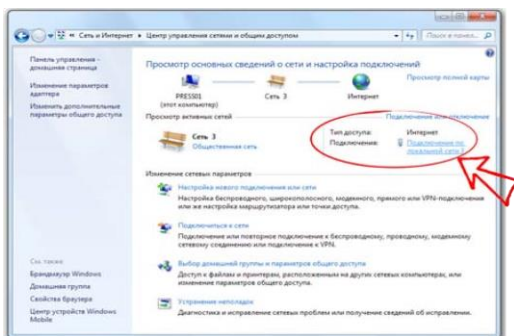 Сеть и Интернет ▸ Центр управления сетями и общим доступом
Поиск в панел...
Панель управления -
домашняя страница
Изменение параметров
адаптера
Изменить дополнительные
параметры общего доступа
Просмотр основных сведений о сети и настройка подключений
Просмотр полной карты
PRESS01
(этот компьютер)
Сеть 3
Интернет
Просмотр активных сетей
Подключение или отключение
Сеть 3
Общественная сеть
Тип доступа: Интернет
Подключения: Подключение по
локальной сети
Изменение сетевых параметров
Настройка нового подключения или сети
Настройка беспроводного, широкополосного, модемного, прямого или VPN-подключения
или же настройка маршрутизатора или точки доступа.
Подключиться к сети
Подключение или повторное подключение к беспроводному, проводному, модемному
сетевому соединению или подключение к VPN.
Выбор домашней группы и параметров общего доступа
Доступ к файлам и принтерам, расположенным на других сетевых компьютерах, или
изменение параметров общего доступа.
Устранение неполадок
Диагностика и исправление сетевых проблем или получение сведений об исправлении.
См. также
Брандмауэр Windows
Домашняя группа
Свойства браузера
Центр устройств Windows
Mobile